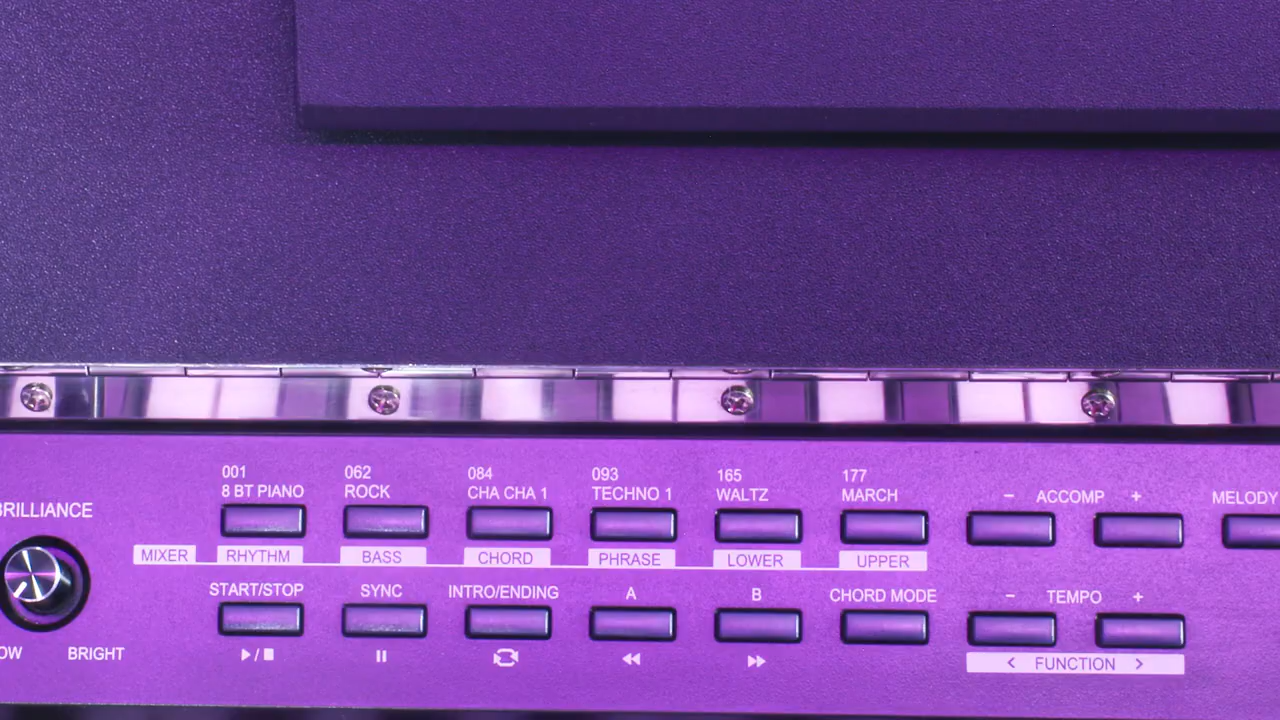 001 062 084 093 165 177
8 BT PIANO ROCK CHA CHA 1 TECHNO 1 WALTZ MARCH
− ACCOMP + MELODY
BRILLIANCE
MIXER RHYTHM BASS CHORD PHRASE LOWER UPPER
START/STOP SYNC INTRO/ENDING A B CHORD MODE − TEMPO +
BRIGHT
< FUNCTION >